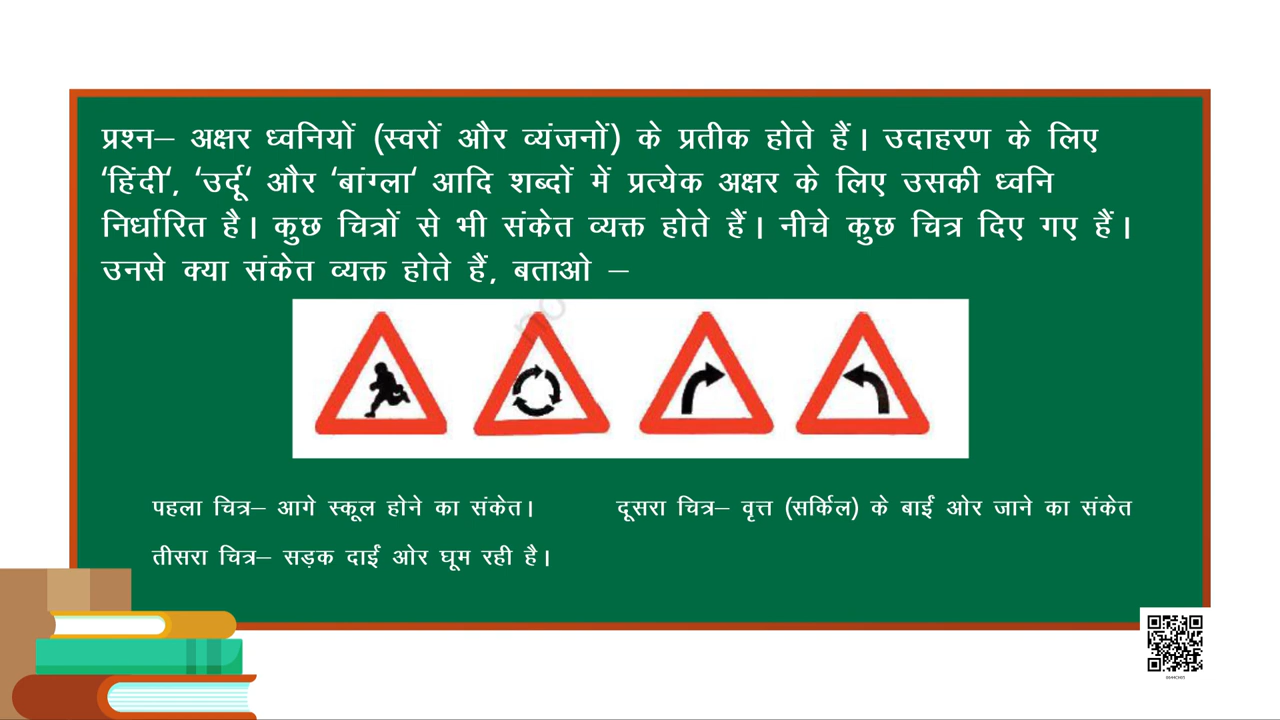 प्रश्न– अक्षर ध्वनियों (स्वरों और व्यंजनों) के प्रतीक होते हैं। उदाहरण के लिए
‘हिंदी‘, ‘उर्दू‘ और ‘बांग्ला‘ आदि शब्दों में प्रत्येक अक्षर के लिए उसकी ध्वनि
निर्धारित है। कुछ चित्रों से भी संकेत व्यक्त होते हैं। नीचे कुछ चित्र दिए गए हैं।
उनसे क्या संकेत व्यक्त होते हैं, बताओ –
पहला चित्र– आगे स्कूल होने का संकेत। दूसरा चित्र– वृत्त (सर्किल) के बाईं ओर जाने का संकेत
तीसरा चित्र– सड़क दाईं ओर घूम रही है।